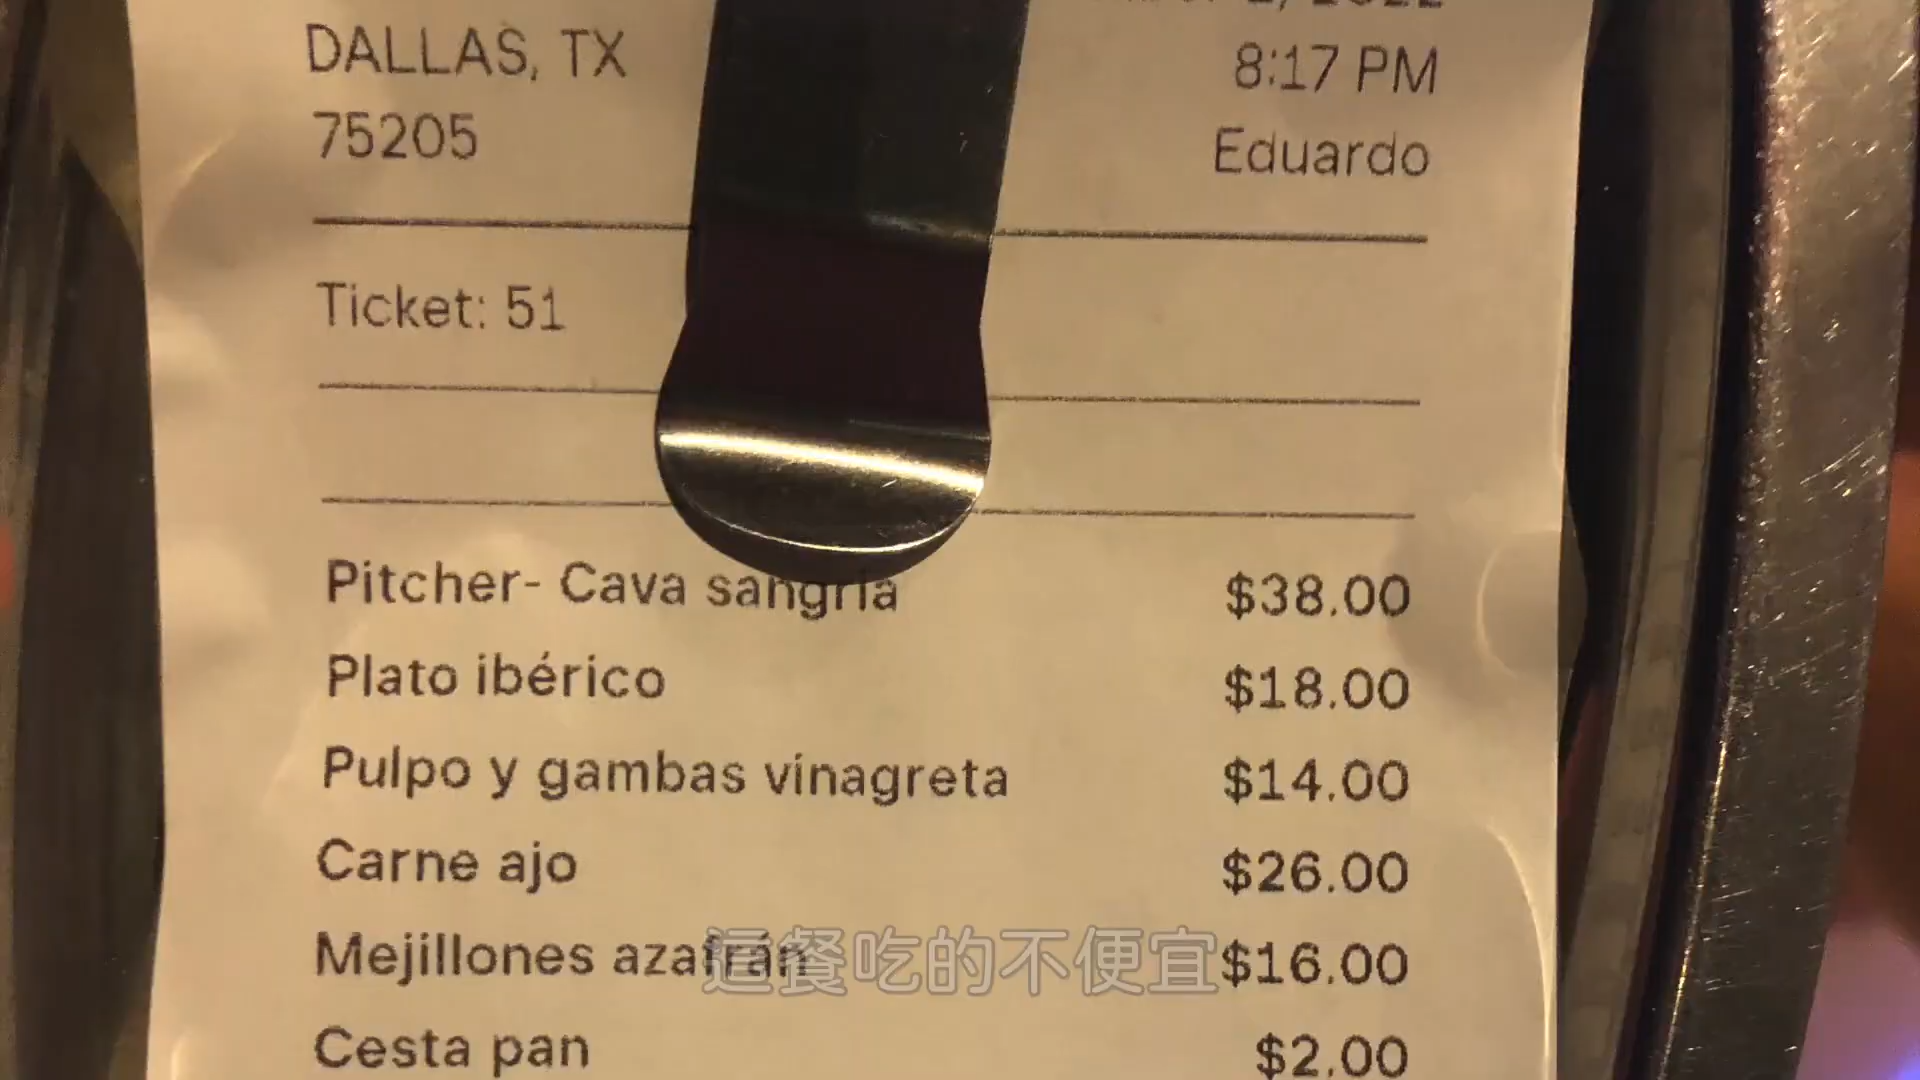 DALLAS, TX
8:17 PM
75205
Eduardo
Ticket: 51
Pitcher- Cava sangria $38.00
Plato ibérico $18.00
Pulpo y gambas vinagreta $14.00
Carne ajo $26.00
Mejillones azafrán $16.00
這餐吃的不便宜
Cesta pan $2.00